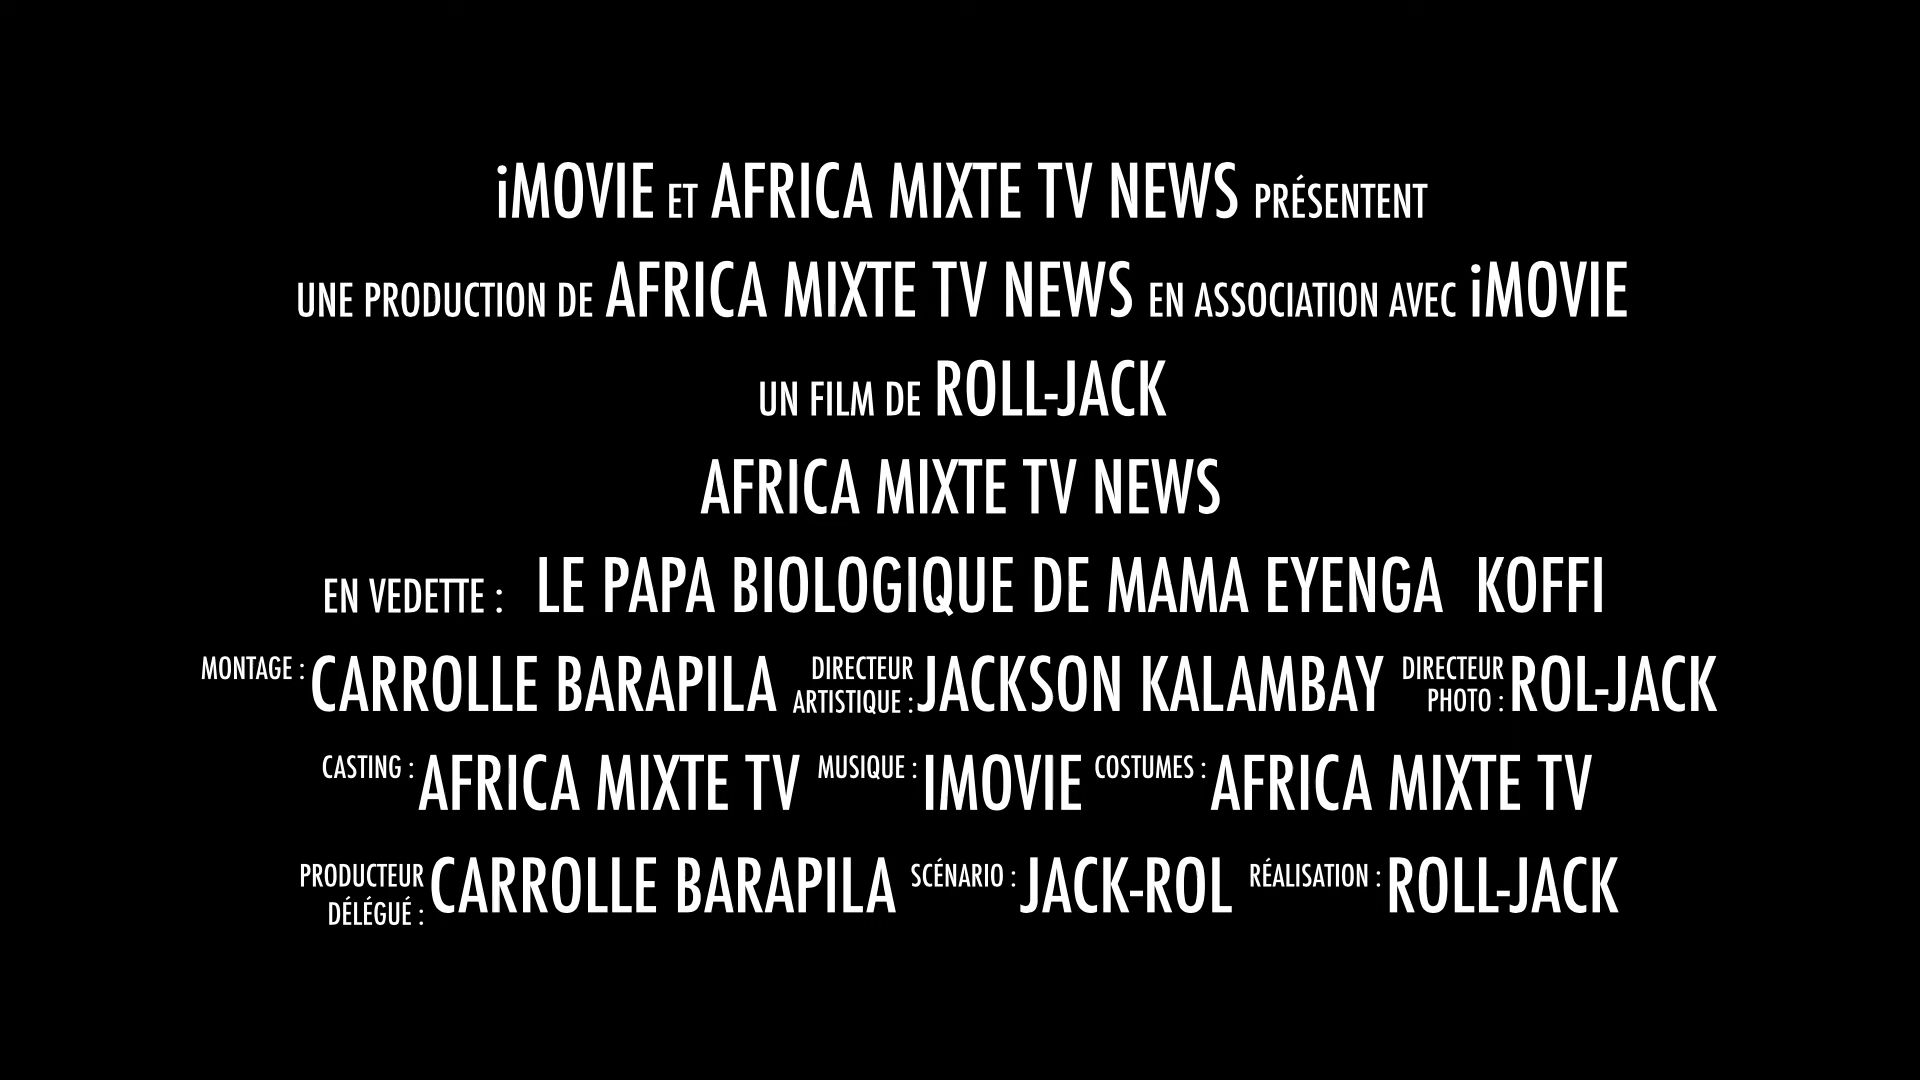 iMOVIE ET AFRICA MIXTE TV NEWS PRÉSENTENT
UNE PRODUCTION DE AFRICA MIXTE TV NEWS EN ASSOCIATION AVEC iMOVIE
UN FILM DE ROLL-JACK
AFRICA MIXTE TV NEWS
EN VEDETTE : LE PAPA BIOLOGIQUE DE MAMA EYENGA KOFFI
MONTAGE : CARROLLE BARAPILA DIRECTEUR ARTISTIQUE : JACKSON KALAMBAY DIRECTEUR PHOTO : ROL-JACK
CASTING : AFRICA MIXTE TV MUSIQUE : IMOVIE COSTUMES : AFRICA MIXTE TV
PRODUCTEUR DÉLÉGUÉ : CARROLLE BARAPILA SCÉNARIO : JACK-ROL RÉALISATION : ROLL-JACK